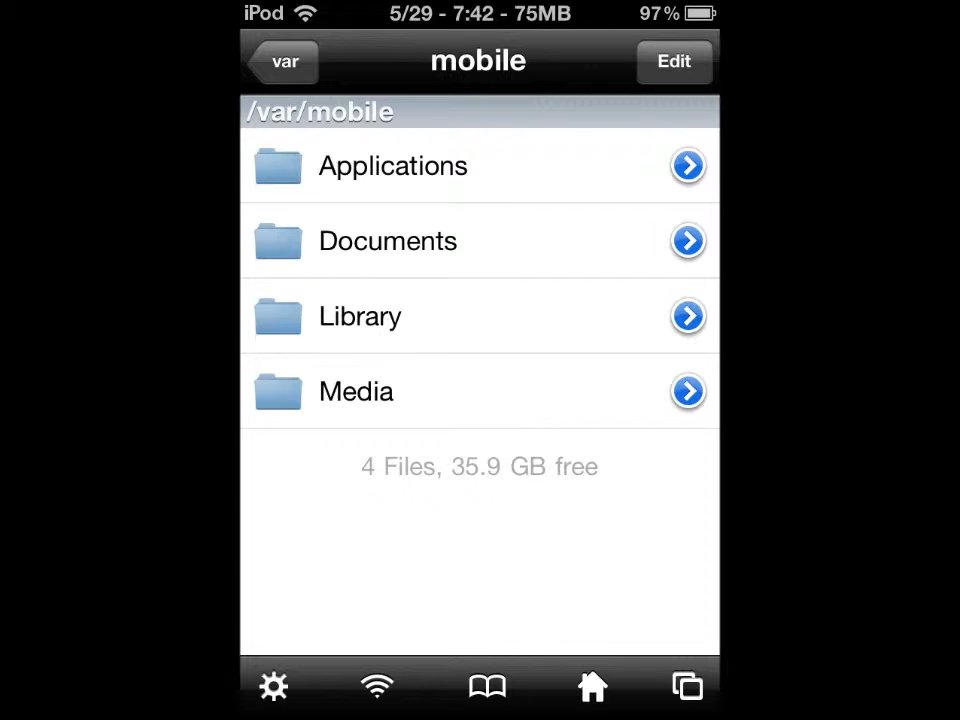 iPod 5/29 - 7:42 - 75MB 97%
var mobile Edit
/var/mobile
Applications
Documents
Library
Media
4 Files, 35.9 GB free